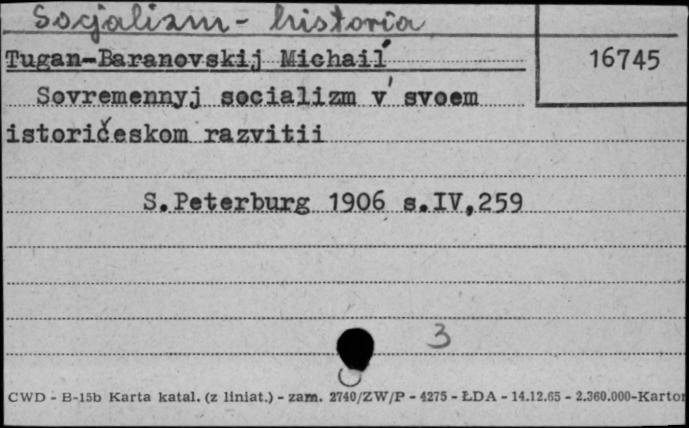 Socjalizm - historia
Tugan-Baranovskij Michail'
16745
Sovremennyj socializm v' svoem
istoričeskom razvitii
S.Peterburg 1906 s.IV,259
3
CWD - B-15b Karta katal. (z liniat.) - zam. 2740/ZW/P - 4275 - ŁDA - 14.12.65 - 2.360.000-Karton